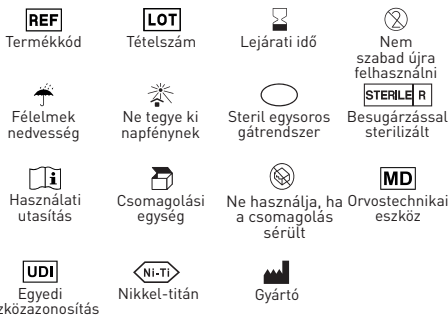 REF
LOT
2
Termékkód
Tételszám
Lejárati idő
Nem
szabad újra
felhasználni
STERILE R
Félelmek
nedvesség
Ne tegye ki
napfénynek
Steril egysoros
gátrendszer
Besugárzással
sterilizált
i
MD
Használati
utasítás
Csomagolási
egység
Ne használja, ha
a csomagolás
sérült
Orvostechnikai
eszköz
UDI
Ni-Ti
Egyedi
zközazonosítás
Nikkel-titán
Gyártó